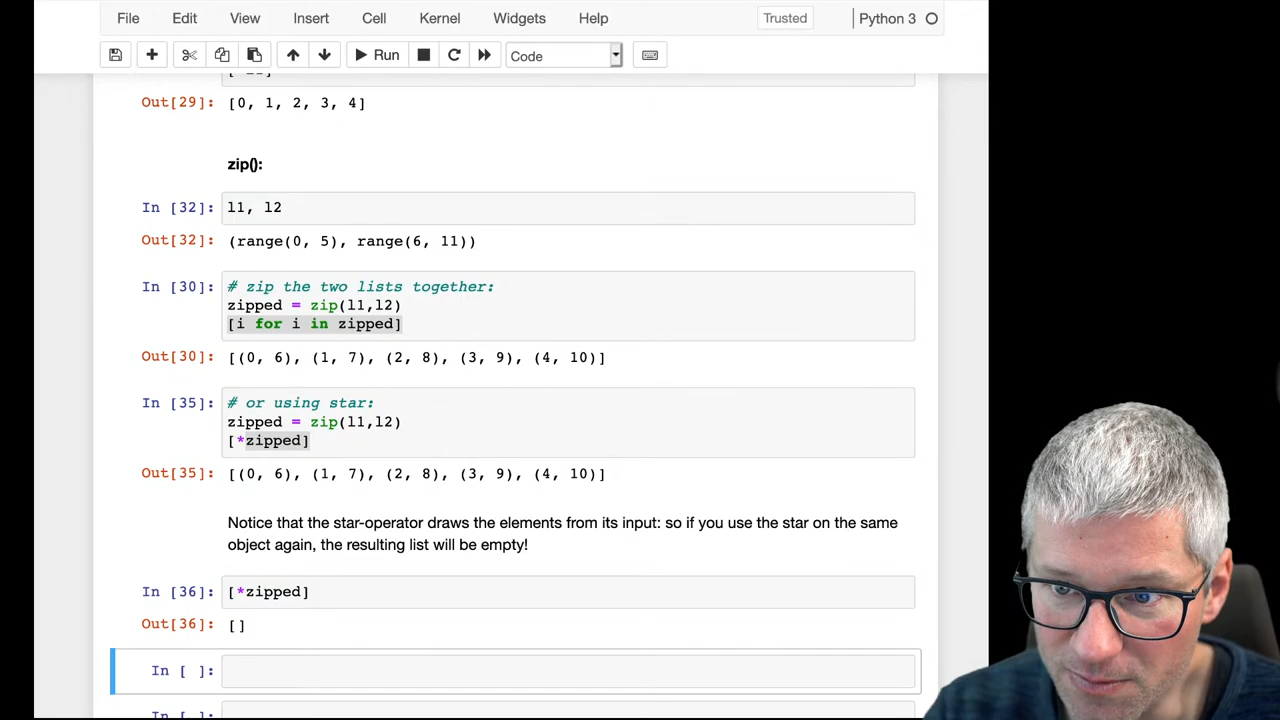 File Edit View Insert Cell Kernel Widgets Help Trusted Python 3
Run Code
Out[29]: [0, 1, 2, 3, 4]
zip():
In [32]: l1, l2
Out[32]: (range(0, 5), range(6, 11))
In [30]: # zip the two lists together:
zipped = zip(l1,l2)
[i for i in zipped]
Out[30]: [(0, 6), (1, 7), (2, 8), (3, 9), (4, 10)]
In [35]: # or using star:
zipped = zip(l1,l2)
[*zipped]
Out[35]: [(0, 6), (1, 7), (2, 8), (3, 9), (4, 10)]
Notice that the star-operator draws the elements from its input: so if you use the star on the same
object again, the resulting list will be empty!
In [36]: [*zipped]
Out[36]: []
In [ ]:
In [ ]: